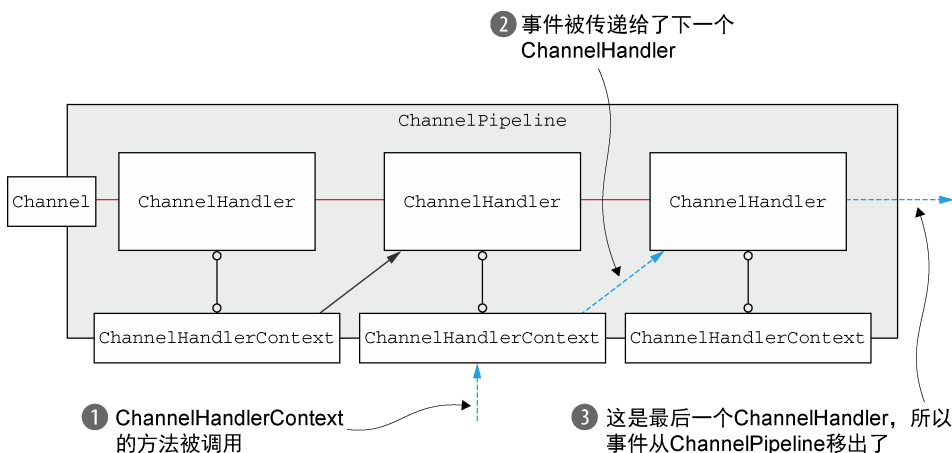 ❷ 事件被传递给了下一个
ChannelHandler
ChannelPipeline
Channel
ChannelHandler
ChannelHandler
ChannelHandler
ChannelHandlerContext
ChannelHandlerContext
ChannelHandlerContext
❶ ChannelHandlerContext
的方法被调用
❸ 这是最后一个ChannelHandler，所以
事件从ChannelPipeline移出了